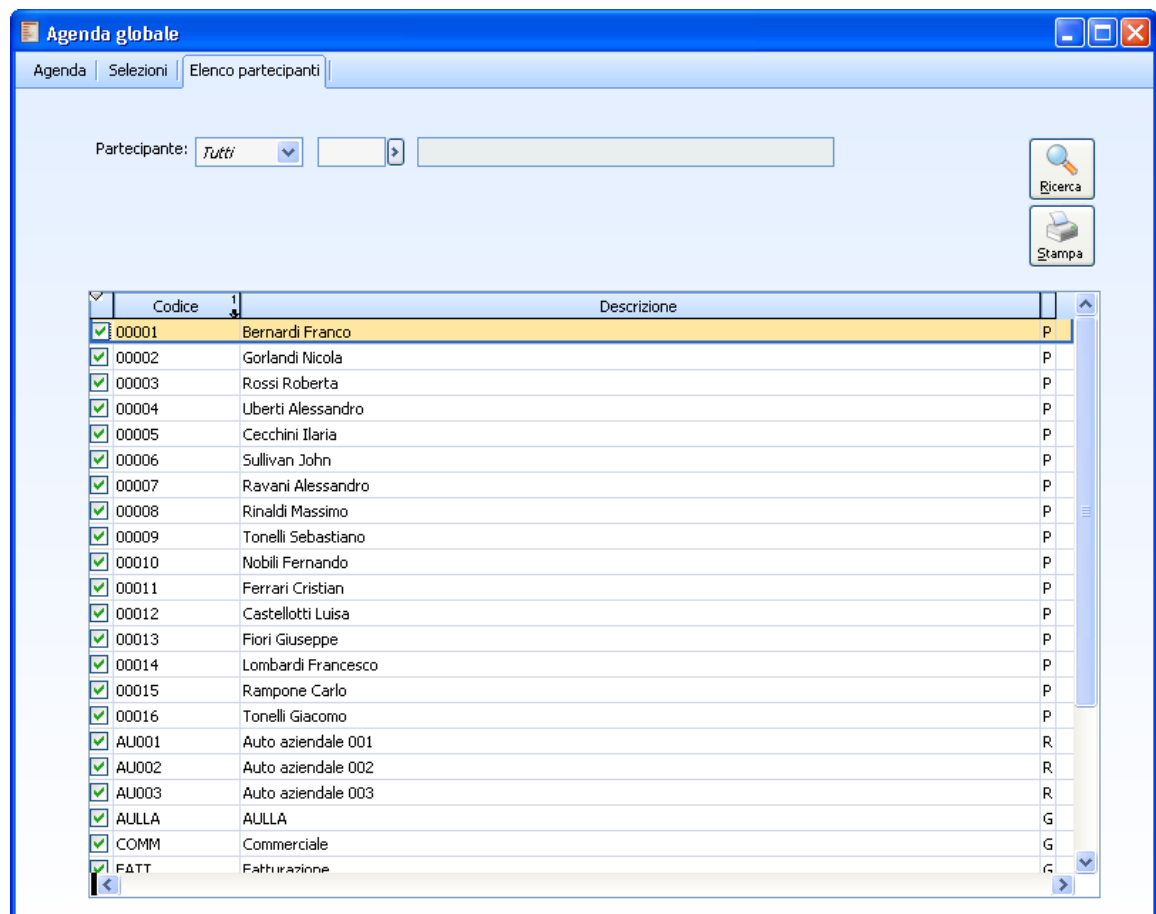 Agenda globale
Agenda Selezioni Elenco partecipanti
Partecipante: Tutti
Ricerca
Stampa
Codice 1 Descrizione
00001 Bernardi Franco P
00002 Gorlandi Nicola P
00003 Rossi Roberta P
00004 Uberti Alessandro P
00005 Cecchini Ilaria P
00006 Sullivan John P
00007 Ravani Alessandro P
00008 Rinaldi Massimo P
00009 Tonelli Sebastiano P
00010 Nobili Fernando P
00011 Ferrari Cristian P
00012 Castellotti Luisa P
00013 Fiori Giuseppe P
00014 Lombardi Francesco P
00015 Rampone Carlo P
00016 Tonelli Giacomo P
AU001 Auto aziendale 001 R
AU002 Auto aziendale 002 R
AU003 Auto aziendale 003 R
AULLA AULLA G
COMM Commerciale G
FATT Fatturazione G